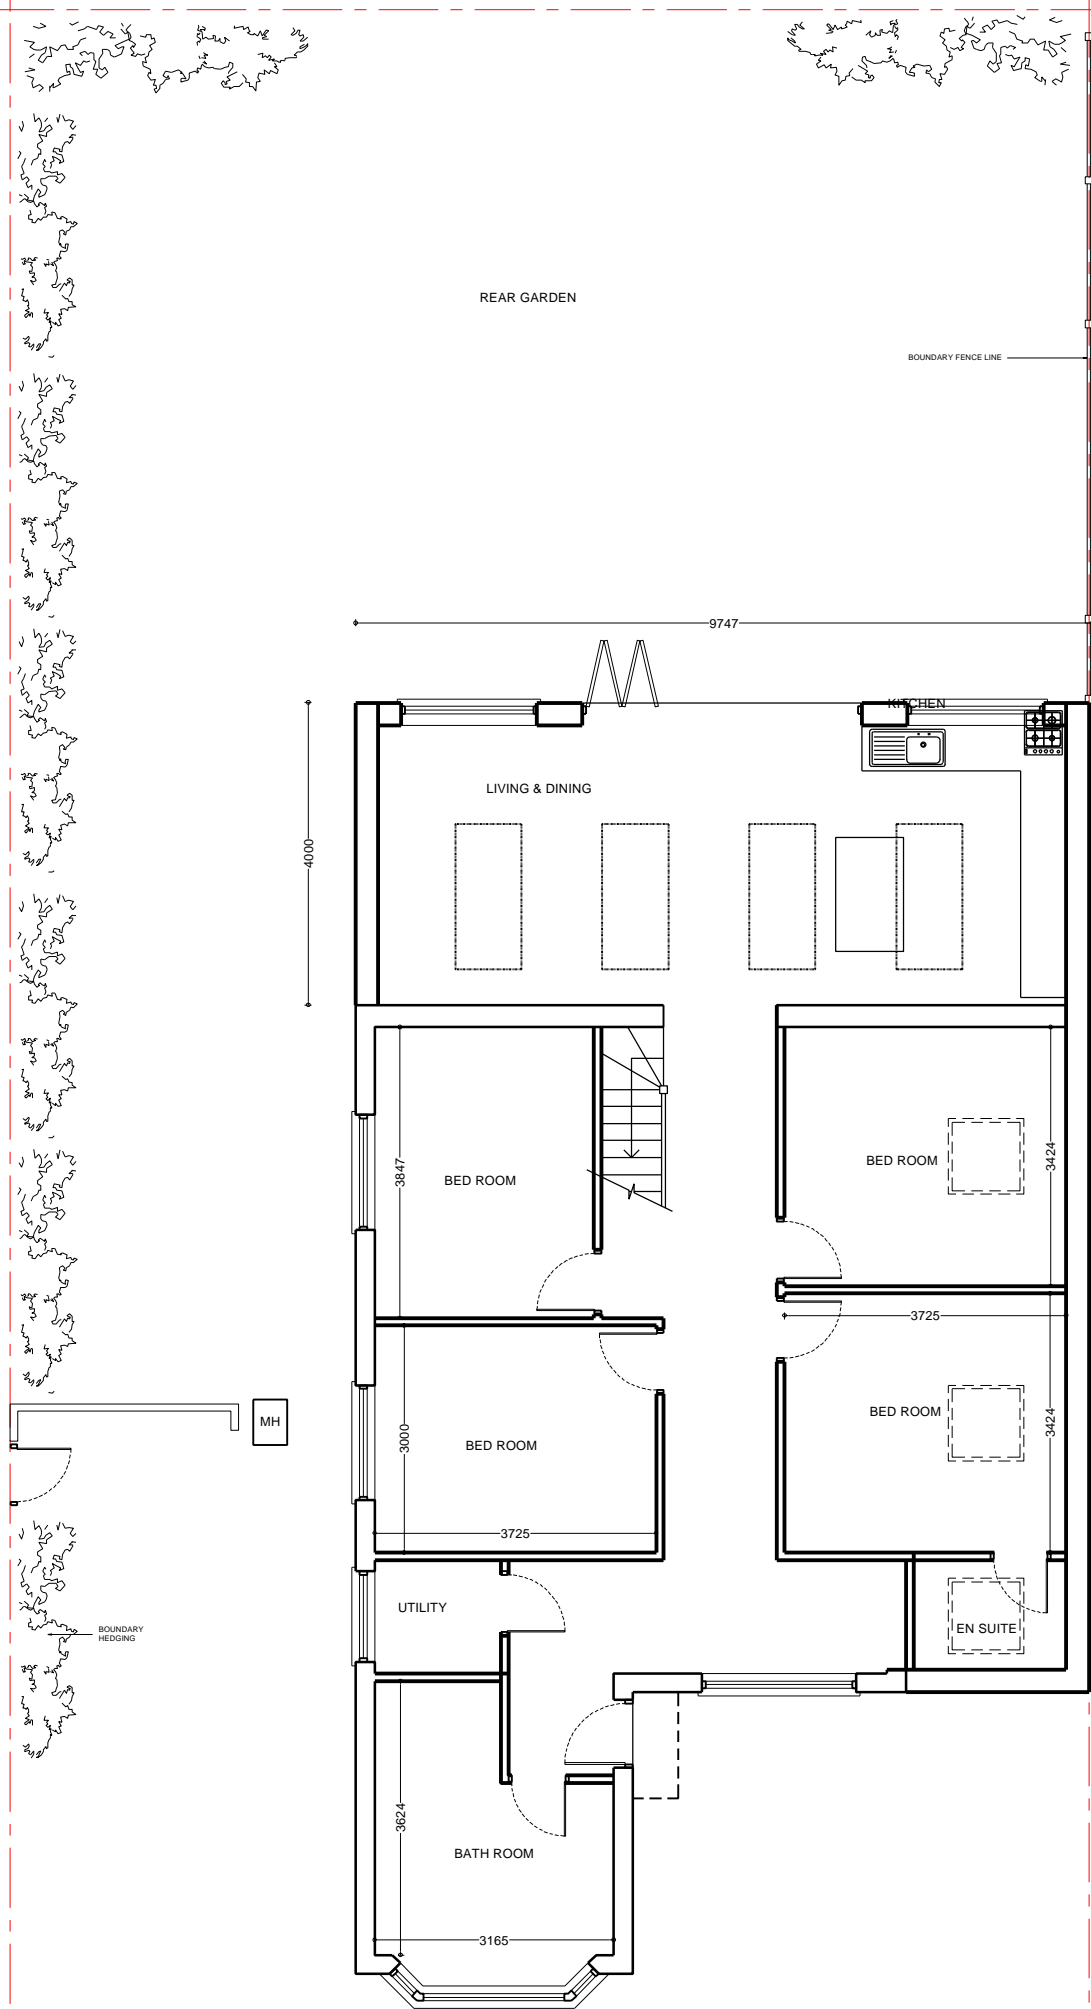 REAR GARDEN
BOUNDARY FENCE LINE
9747
KITCHEN
LIVING & DINING
4000
BED ROOM
3847
BED ROOM
3424
3725
BED ROOM
3424
MH
BED ROOM
3000
3725
UTILITY
EN SUITE
BOUNDARY
HEDGING
3624
BATH ROOM
3165